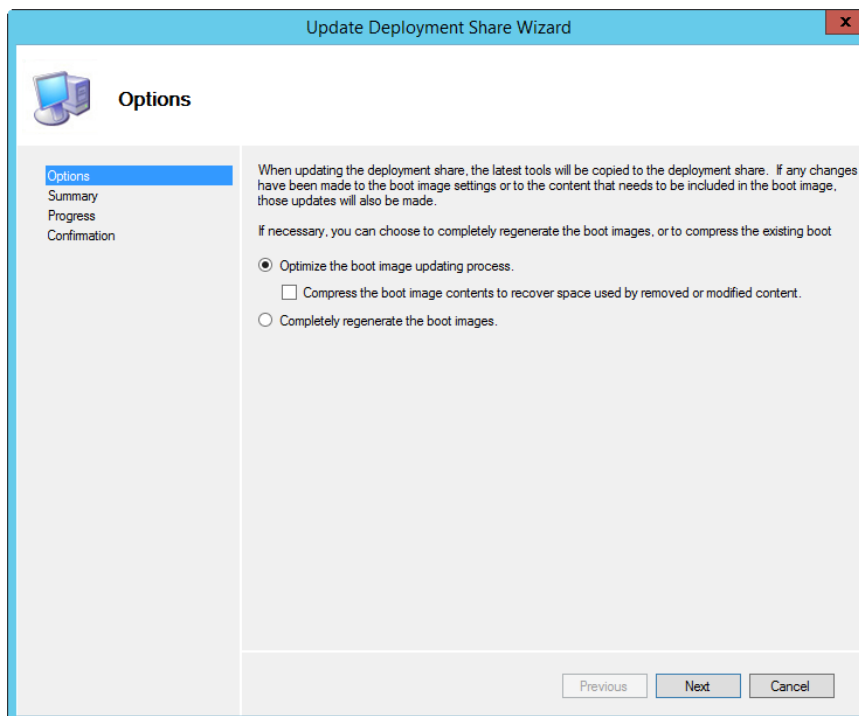 Update Deployment Share Wizard
x
Options
Options
Summary
Progress
Confirmation
When updating the deployment share, the latest tools will be copied to the deployment share. If any changes
have been made to the boot image settings or to the content that needs to be included in the boot image,
those updates will also be made.
If necessary, you can choose to completely regenerate the boot images, or to compress the existing boot
Optimize the boot image updating process.
Compress the boot image contents to recover space used by removed or modified content.
Completely regenerate the boot images.
Previous
Next
Cancel